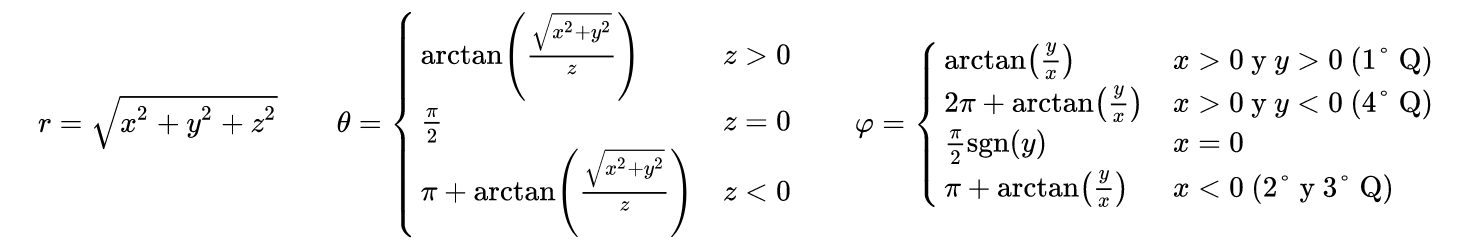 r = √(x² + y² + z²)
θ = { arctan(√(x²+y²)/z) z > 0
π/2 z = 0
π + arctan(√(x²+y²)/z) z < 0
φ = { arctan(y/x) x > 0 y y > 0 (1° Q)
2π + arctan(y/x) x > 0 y y < 0 (4° Q)
π/2 sgn(y) x = 0
π + arctan(y/x) x < 0 (2° y 3° Q)